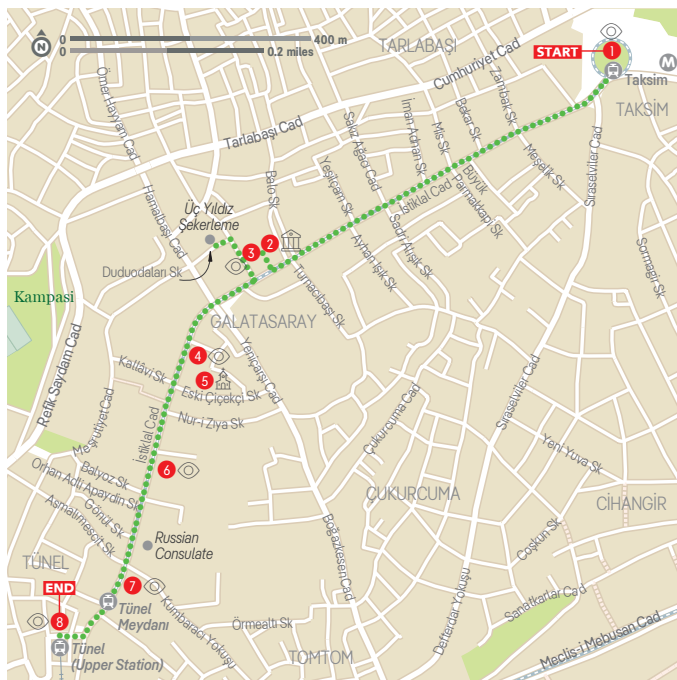 N
0
400 m
0
0.2 miles
TARLABAŞI
Cumhuriyet Cad
START
1
M
Taksim
TAKSİM
Ömer Hayyam Cad
Tarlabaşı Cad
Sakız Ağacı Cad
İman Adnan Sk
Mis Sk
Bekar Sk
Zambak Sk
Meşelik Sk
Sıraselviler Cad
Hamalbaşı Cad
Balo Sk
Yeşilçam Sk
İstiklal Cad
Büyük
Parmakkapı Sk
Üç Yıldız
Şekerleme
2
3
Sadri Alışık Sk
Ayhan Işık Sk
Duduodaları Sk
Turnacıbaşı Sk
Sormagir Sk
Kampasi
GALATASARAY
Refik Saydam Cad
4
5
Kallâvi Sk
Eski Çiçekçi Sk
Yeniçarşı Cad
Sıraselviler Cad
Meşrutiyet Cad
İstiklal Cad
Nur-i Ziya Sk
Çukurcuma Cad
Yeni Yuva Sk
6
Balyoz Sk
Orhan Adli Apaydın Sk
Gönül Sk
Asmalımescit Sk
ÇUKURCUMA
CİHANGİR
Boğazkesen Cad
Coşkun Sk
Russian
Consulate
TÜNEL
END
7
8
Tünel
Meydanı
Kumbaracı Yokuşu
Örmealtı Sk
Defterdar Yokuşu
Sanatkarlar Cad
Tünel
(Upper Station)
TOMTOM
Mecliş-i Mebusan Cad